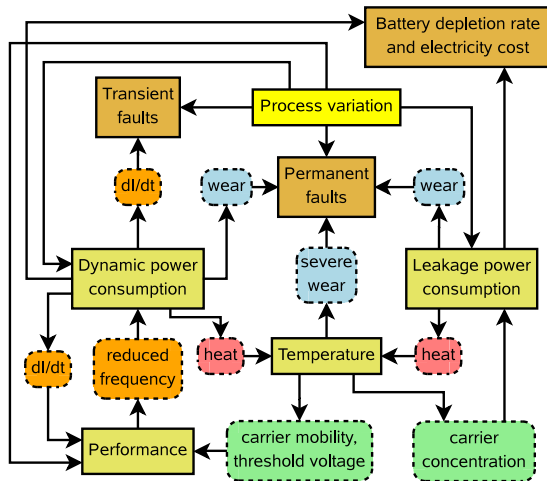 Battery depletion rate
and electricity cost
Transient
faults
Process variation
dI/dt
wear
Permanent
faults
wear
Dynamic power
consumption
severe
wear
Leakage power
consumption
dI/dt
reduced
frequency
heat
Temperature
heat
Performance
carrier mobility,
threshold voltage
carrier
concentration